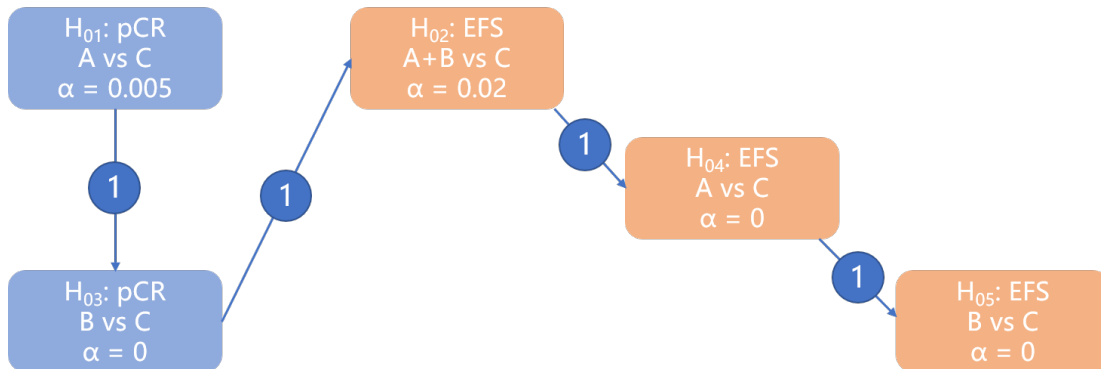 H₀₁: pCR
A vs C
α = 0.005
H₀₂: EFS
A+B vs C
α = 0.02
1
H₀₄: EFS
A vs C
α = 0
1
1
H₀₃: pCR
B vs C
α = 0
1
H₀₅: EFS
B vs C
α = 0